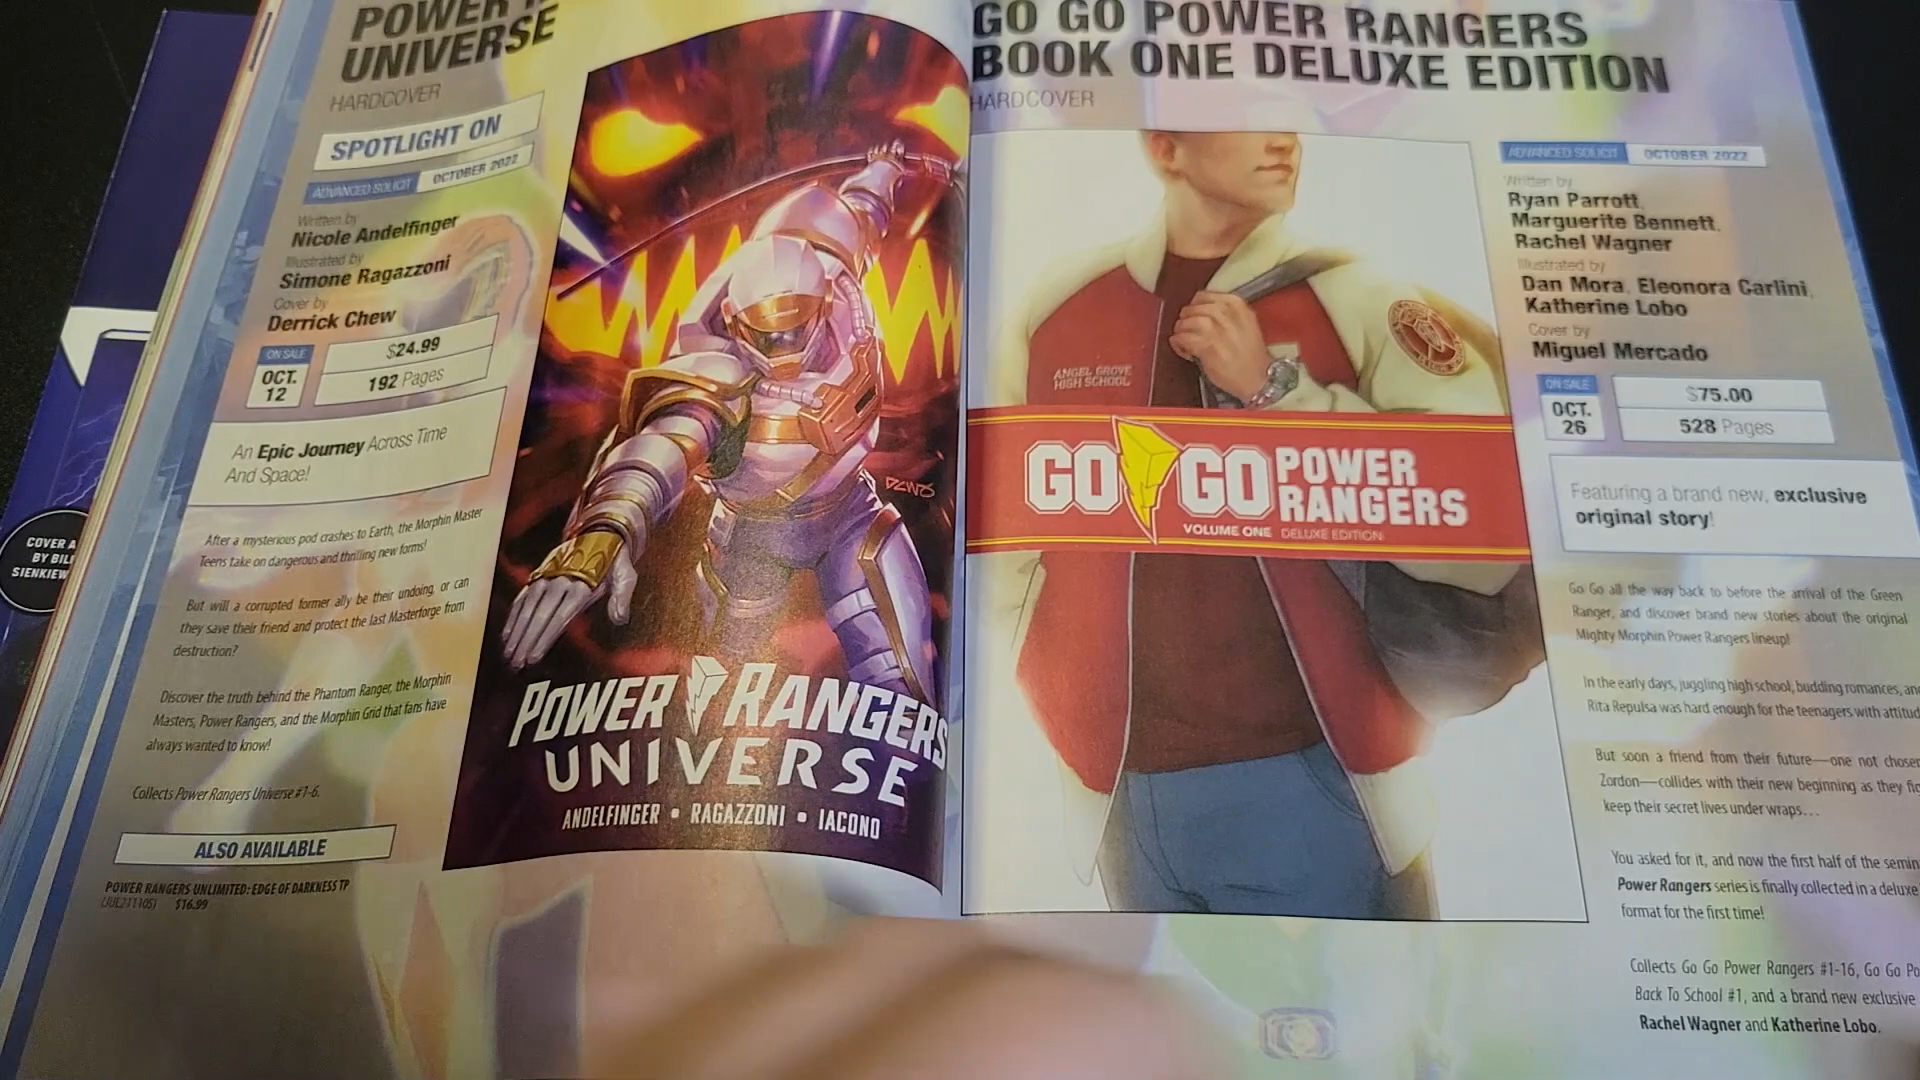 POWER
UNIVERSE
HARDCOVER
SPOTLIGHT ON
ADVANCED SOLICIT OCTOBER 2022
Written by
Nicole Andelfinger
Illustrated by
Simone Ragazzoni
Cover by
Derrick Chew
ON SALE
OCT.
12
$24.99
192 Pages
An Epic Journey Across Time
And Space!
After a mysterious pod crashes to Earth, the Morphin Master
Teens take on dangerous and thrilling new forms!
But will a corrupted former ally be their undoing, or can
they save their friend and protect the last Masterforge from
destruction?
Discover the truth behind the Phantom Ranger, the Morphin
Masters, Power Rangers, and the Morphin Grid that fans have
always wanted to know!
Collects Power Rangers Universe #1-6.
ALSO AVAILABLE
POWER RANGERS UNLIMITED: EDGE OF DARKNESS TP
(JUL211105) $16.99
COVER A
BY BILL
SIENKIEW
DCWJ
POWER RANGERS
UNIVERSE
ANDELFINGER • RAGAZZONI • IACONO
GO GO POWER RANGERS
BOOK ONE DELUXE EDITION
HARDCOVER
ANGEL GROVE
HIGH SCHOOL
GO GO POWER
RANGERS
VOLUME ONE DELUXE EDITION
ADVANCED SOLICIT OCTOBER 2022
Written by
Ryan Parrott,
Marguerite Bennett,
Rachel Wagner
Illustrated by
Dan Mora, Eleonora Carlini,
Katherine Lobo
Cover by
Miguel Mercado
ON SALE
OCT.
26
$75.00
528 Pages
Featuring a brand new, exclusive
original story!
Go Go all the way back to before the arrival of the Green
Ranger, and discover brand new stories about the original
Mighty Morphin Power Rangers lineup!
In the early days, juggling high school, budding romances, and
Rita Repulsa was hard enough for the teenagers with attitud
But soon a friend from their future—one not chosen
Zordon—collides with their new beginning as they fig
keep their secret lives under wraps…
You asked for it, and now the first half of the semin
Power Rangers series is finally collected in a deluxe
format for the first time!
Collects Go Go Power Rangers #1-16, Go Go Po
Back To School #1, and a brand new exclusive
Rachel Wagner and Katherine Lobo.